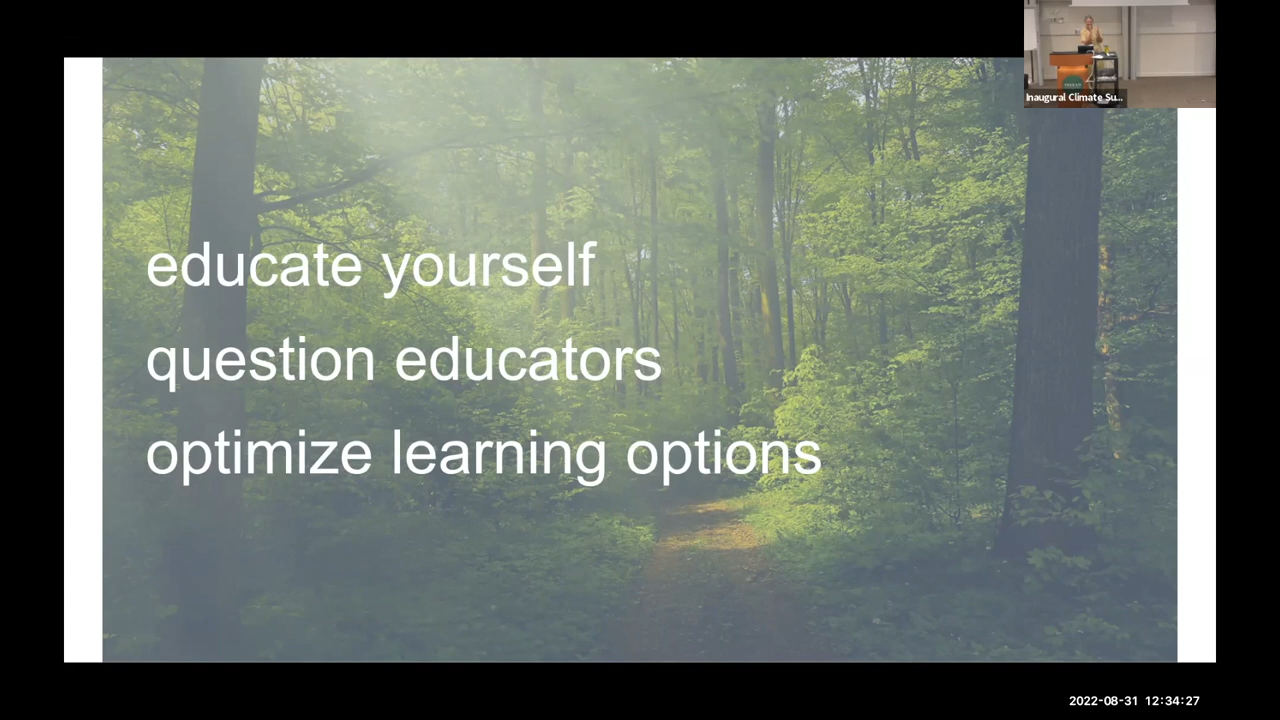 Inaugural Climate Su...
educate yourself
question educators
optimize learning options
2022-08-31 12:34:27